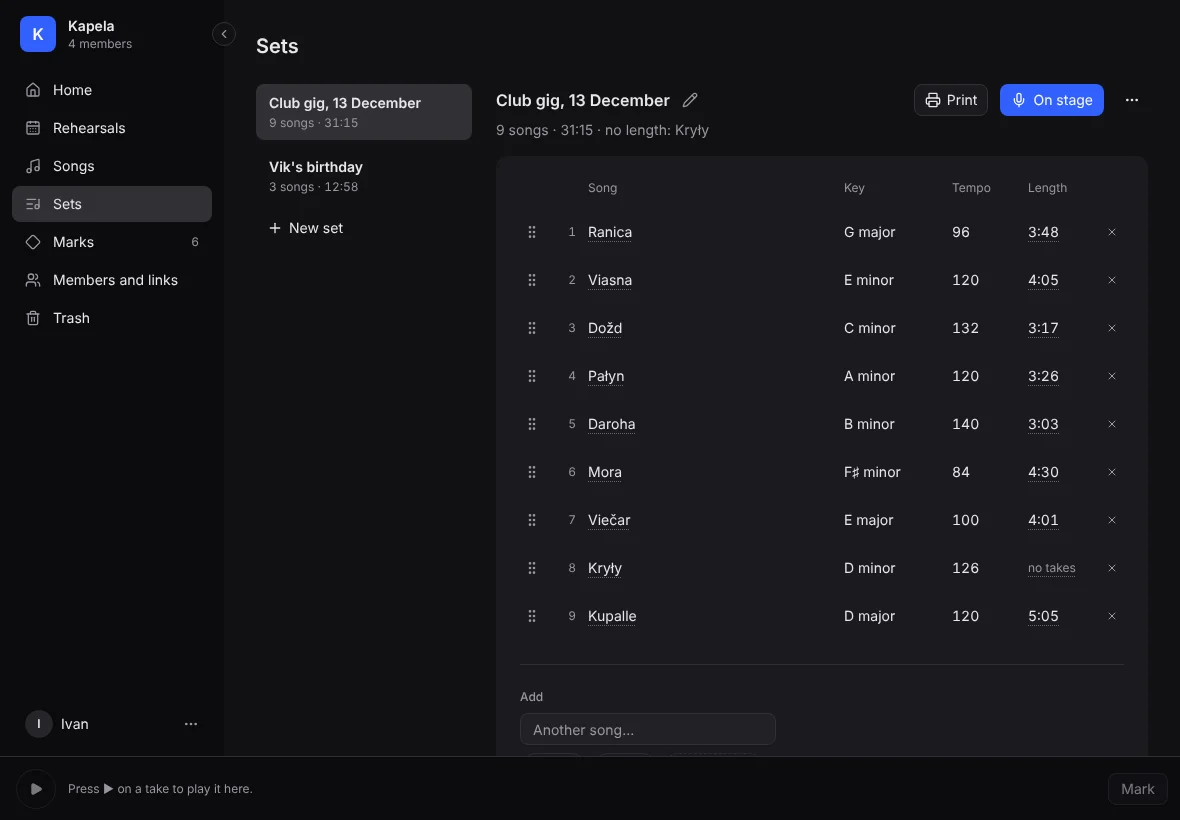 K
Kapela
4 members
Home
Rehearsals
Songs
Sets
Marks 6
Members and links
Trash
I
Ivan
Sets
Club gig, 13 December
9 songs · 31:15
Vik's birthday
3 songs · 12:58
New set
Club gig, 13 December
9 songs · 31:15 · no length: Kryły
Print
On stage
Song Key Tempo Length
1 Ranica G major 96 3:48
2 Viasna E minor 120 4:05
3 Dožd C minor 132 3:17
4 Pałyn A minor 120 3:26
5 Daroha B minor 140 3:03
6 Mora F♯ minor 84 4:30
7 Viečar E major 100 4:01
8 Kryły D minor 126 no takes
9 Kupalle D major 120 5:05
Add
Another song...
Press ▶ on a take to play it here.
Mark